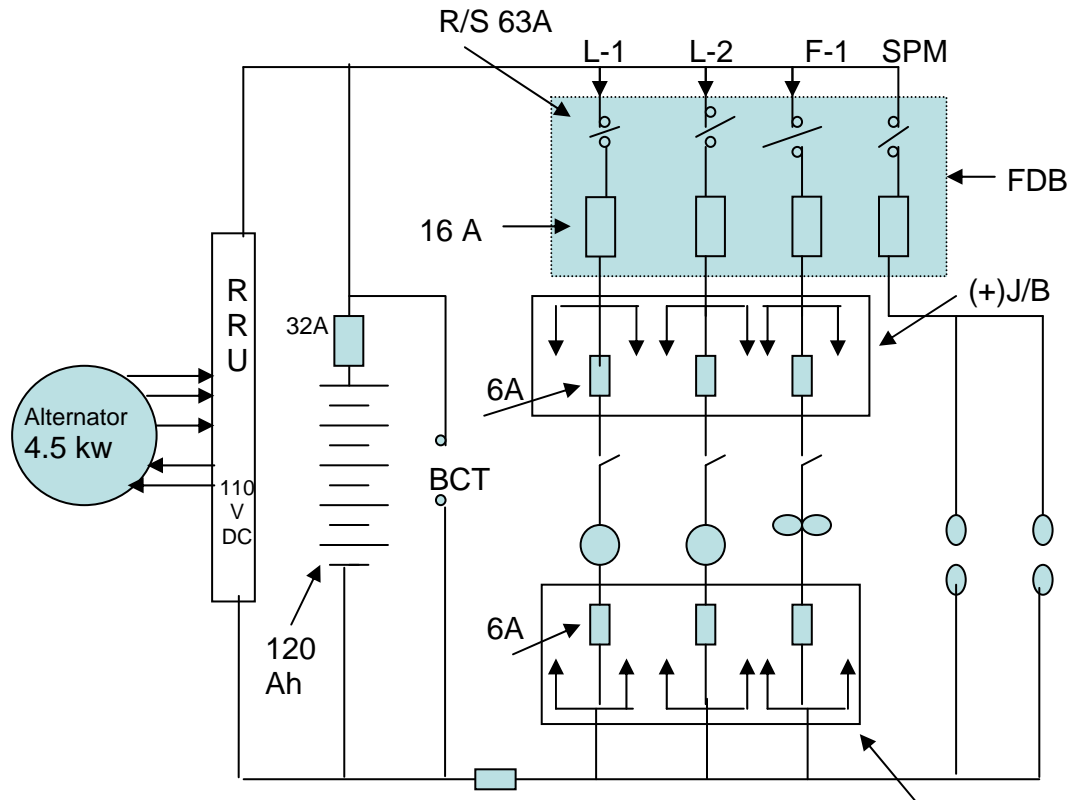 R/S 63A
L-1 L-2 F-1 SPM
FDB
16 A
(+)J/B
R
R
U
32A
6A
Alternator
4.5 kw
BCT
110
V
DC
6A
120
Ah